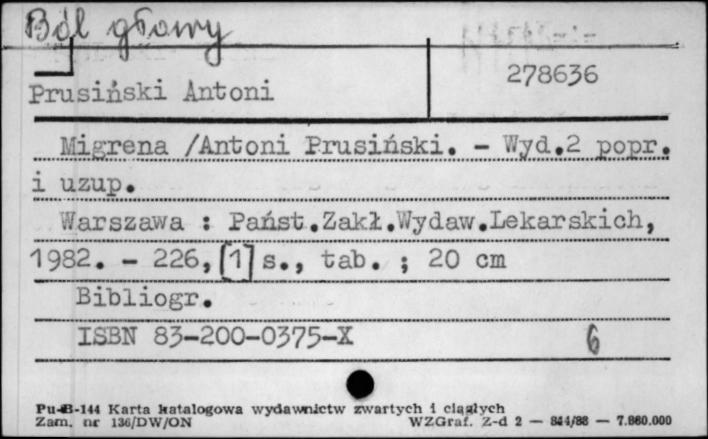 Ból głowy
278636
Prusiński Antoni
Migrena /Antoni Prusiński. - Wyd.2 popr.
i uzup.
Warszawa : Państ.Zakł.Wydaw.Lekarskich,
1982. - 226,[1] s., tab. ; 20 cm
Bibliogr.
ISBN 83-200-0375-X
6
Pu-B-144 Karta katalogowa wydawnictw zwartych i ciągłych
Zam. nr 136/DW/ON WZGraf. Z-d 2 — 844/88 — 7.860.000